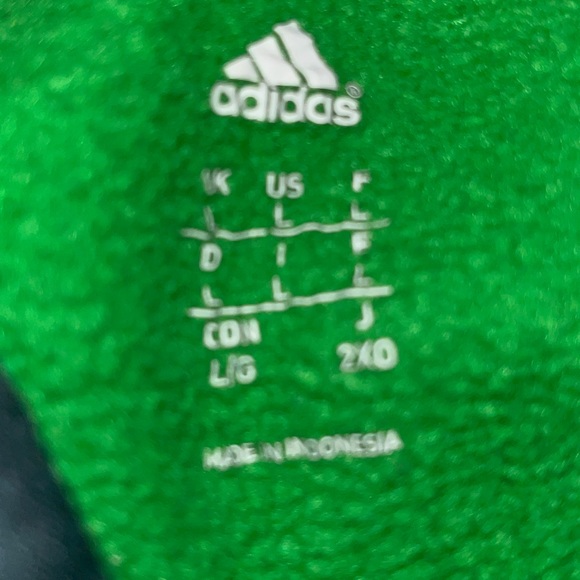 adidas®
UK US F
L L L
D I E
L L L
CDN J
L/G 2XO
MADE IN INDONESIA